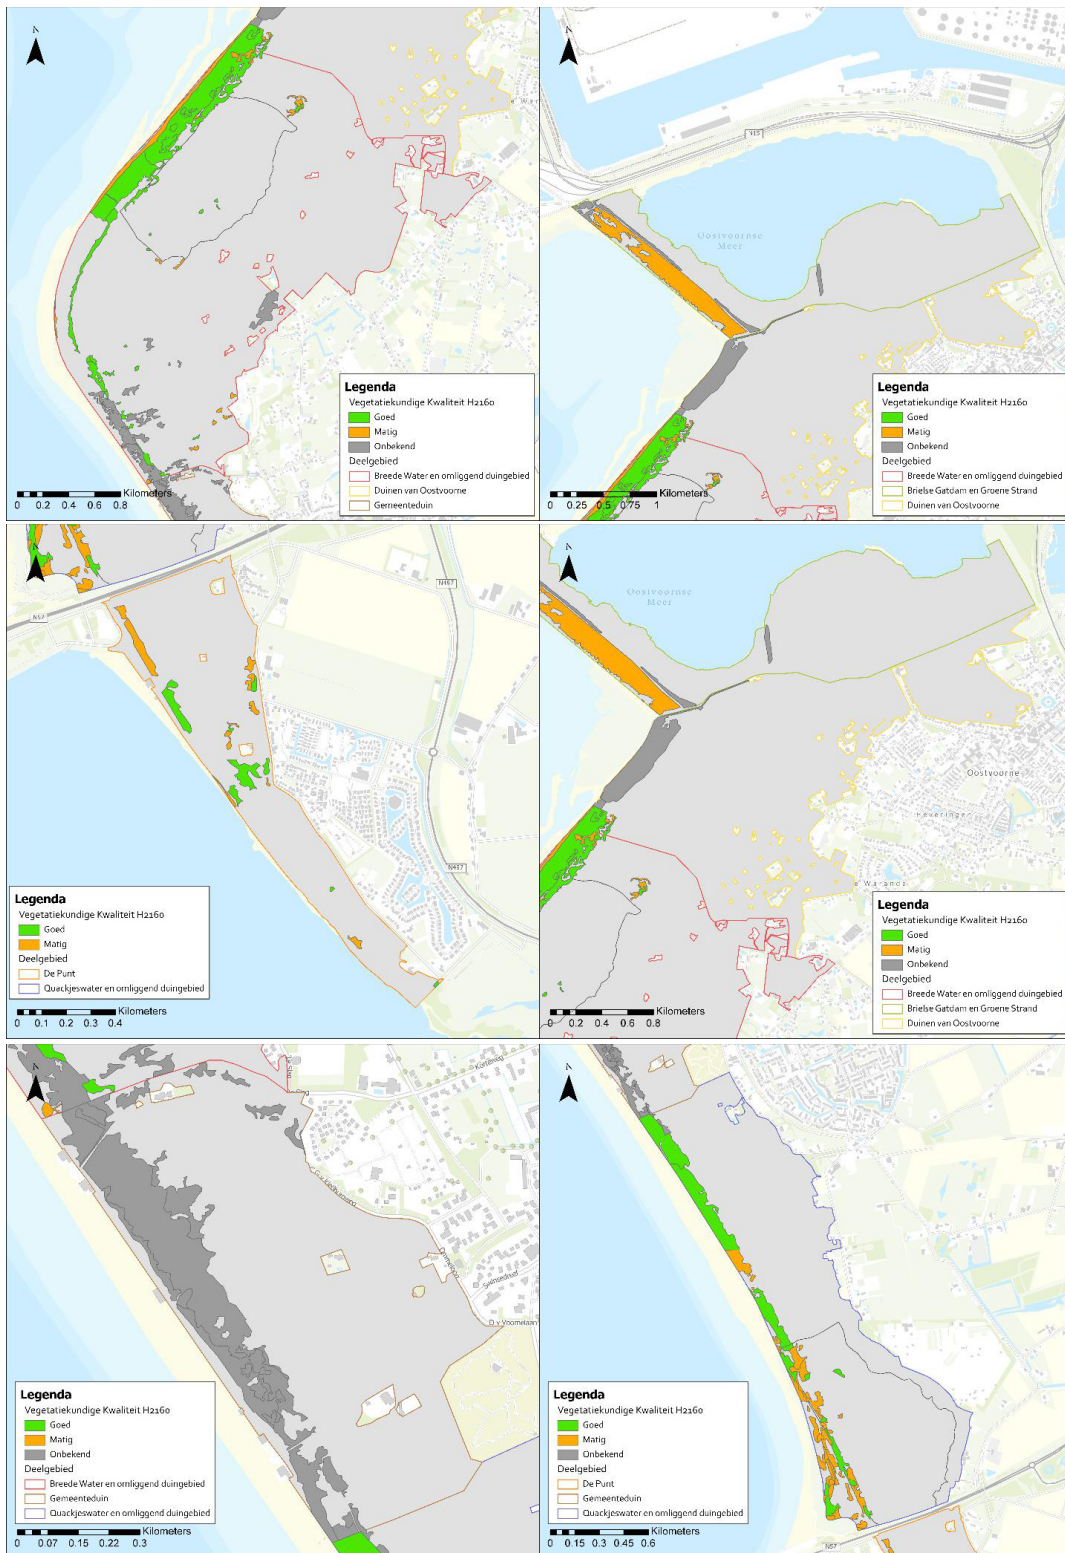 N
Legenda
Vegetatiekundige Kwaliteit H2160
Goed
Matig
Onbekend
Deelgebied
Breede Water en omliggend duingebied
Duinen van Oostvoorne
Gemeenteduin
Kilometers
0 0.2 0.4 0.6 0.8
N
N15
Oostvoornse
Meer
Legenda
Vegetatiekundige Kwaliteit H2160
Goed
Matig
Onbekend
Deelgebied
Breede Water en omliggend duingebied
Brielse Gatdam en Groene Strand
Duinen van Oostvoorne
Kilometers
0 0.25 0.5 0.75 1
N
N57
N497
N497
Legenda
Vegetatiekundige Kwaliteit H2160
Goed
Matig
Deelgebied
De Punt
Quackjeswater en omliggend duingebied
Kilometers
0 0.1 0.2 0.3 0.4
N
Oostvoornse
Meer
Oostvoorne
Heveringen
Legenda
Vegetatiekundige Kwaliteit H2160
Goed
Matig
Onbekend
Deelgebied
Breede Water en omliggend duingebied
Brielse Gatdam en Groene Strand
Duinen van Oostvoorne
Kilometers
0 0.2 0.4 0.6 0.8
N
Korteweg
D v Vromelaan
Legenda
Vegetatiekundige Kwaliteit H2160
Goed
Matig
Onbekend
Deelgebied
Breede Water en omliggend duingebied
Gemeenteduin
Quackjeswater en omliggend duingebied
Kilometers
0 0.07 0.15 0.22 0.3
N
N57
Legenda
Vegetatiekundige Kwaliteit H2160
Goed
Matig
Onbekend
Deelgebied
De Punt
Gemeenteduin
Quackjeswater en omliggend duingebied
Kilometers
0 0.15 0.3 0.45 0.6